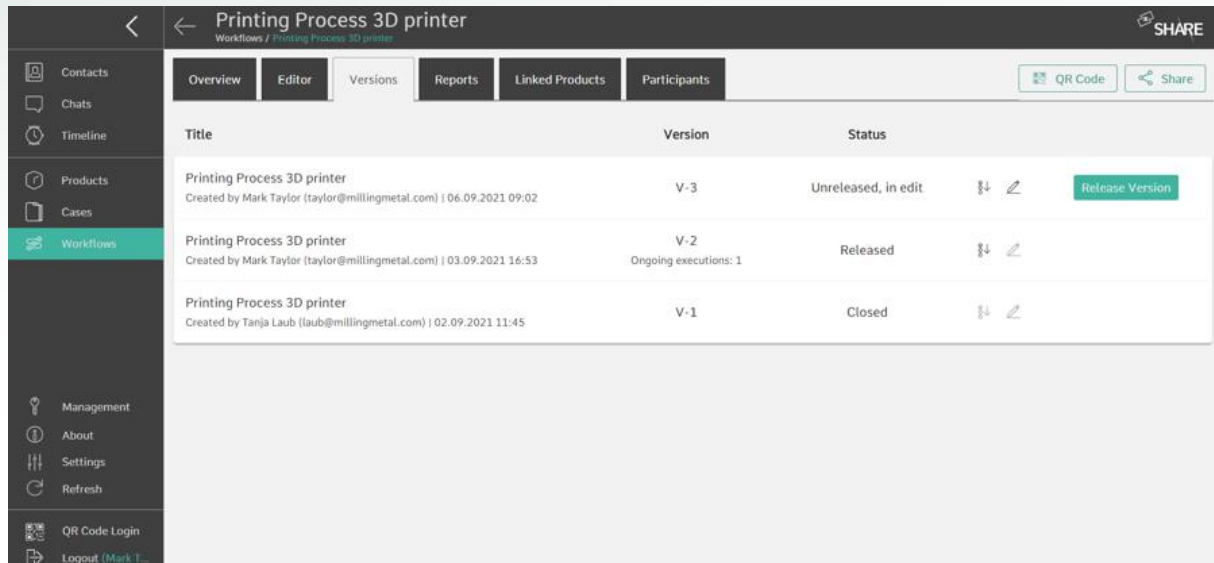 Printing Process 3D printer
Workflows / Printing Process 3D printer
SHARE
Contacts
Chats
Timeline
Products
Cases
Workflows
Management
About
Settings
Refresh
QR Code Login
Logout (Mark T...
Overview
Editor
Versions
Reports
Linked Products
Participants
QR Code
Share
Title Version Status
Printing Process 3D printer
Created by Mark Taylor (taylor@millingmetal.com) | 06.09.2021 09:02
V-3
Unreleased, in edit
Release Version
Printing Process 3D printer
Created by Mark Taylor (taylor@millingmetal.com) | 03.09.2021 16:53
V-2
Ongoing executions: 1
Released
Printing Process 3D printer
Created by Tanja Laub (laub@millingmetal.com) | 02.09.2021 11:45
V-1
Closed